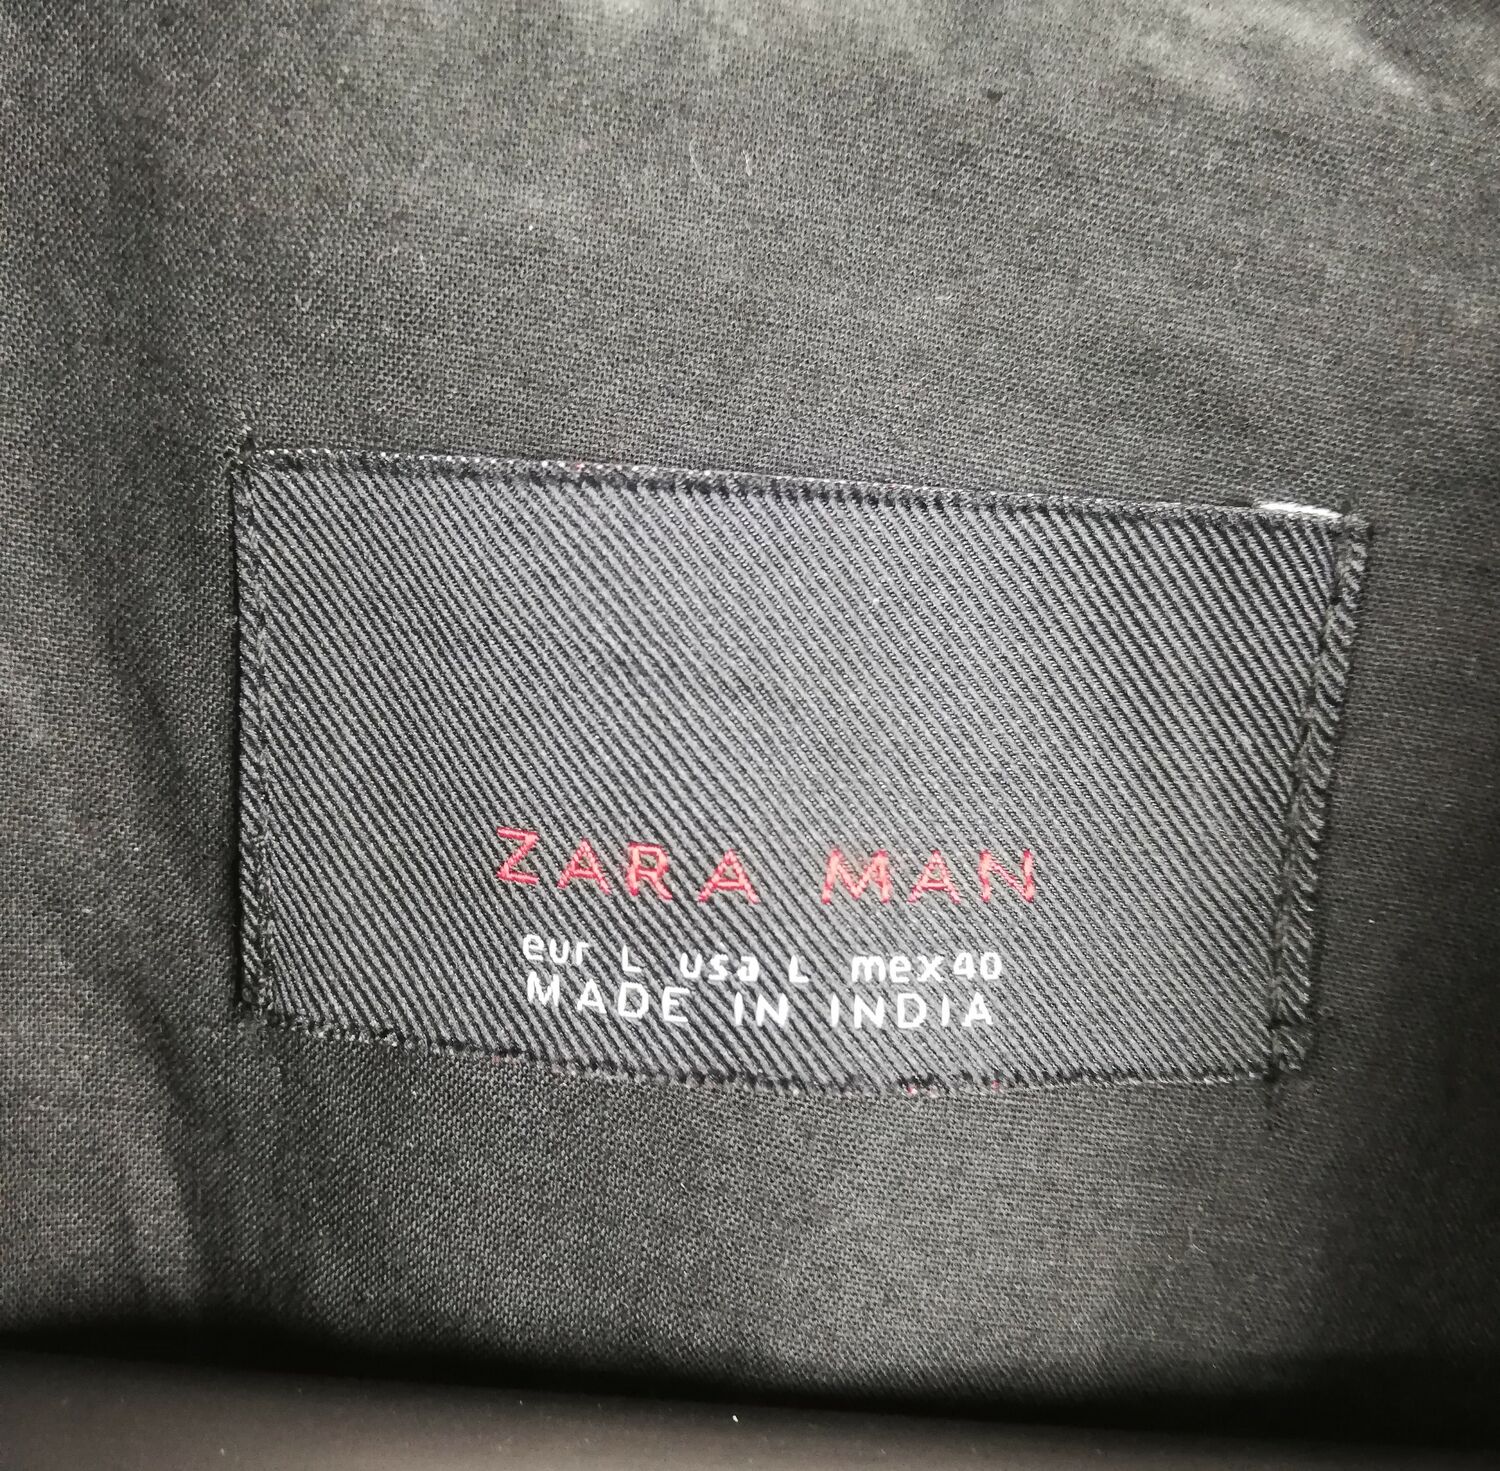 ZARA MAN
eur L usa L mex40
MADE IN INDIA